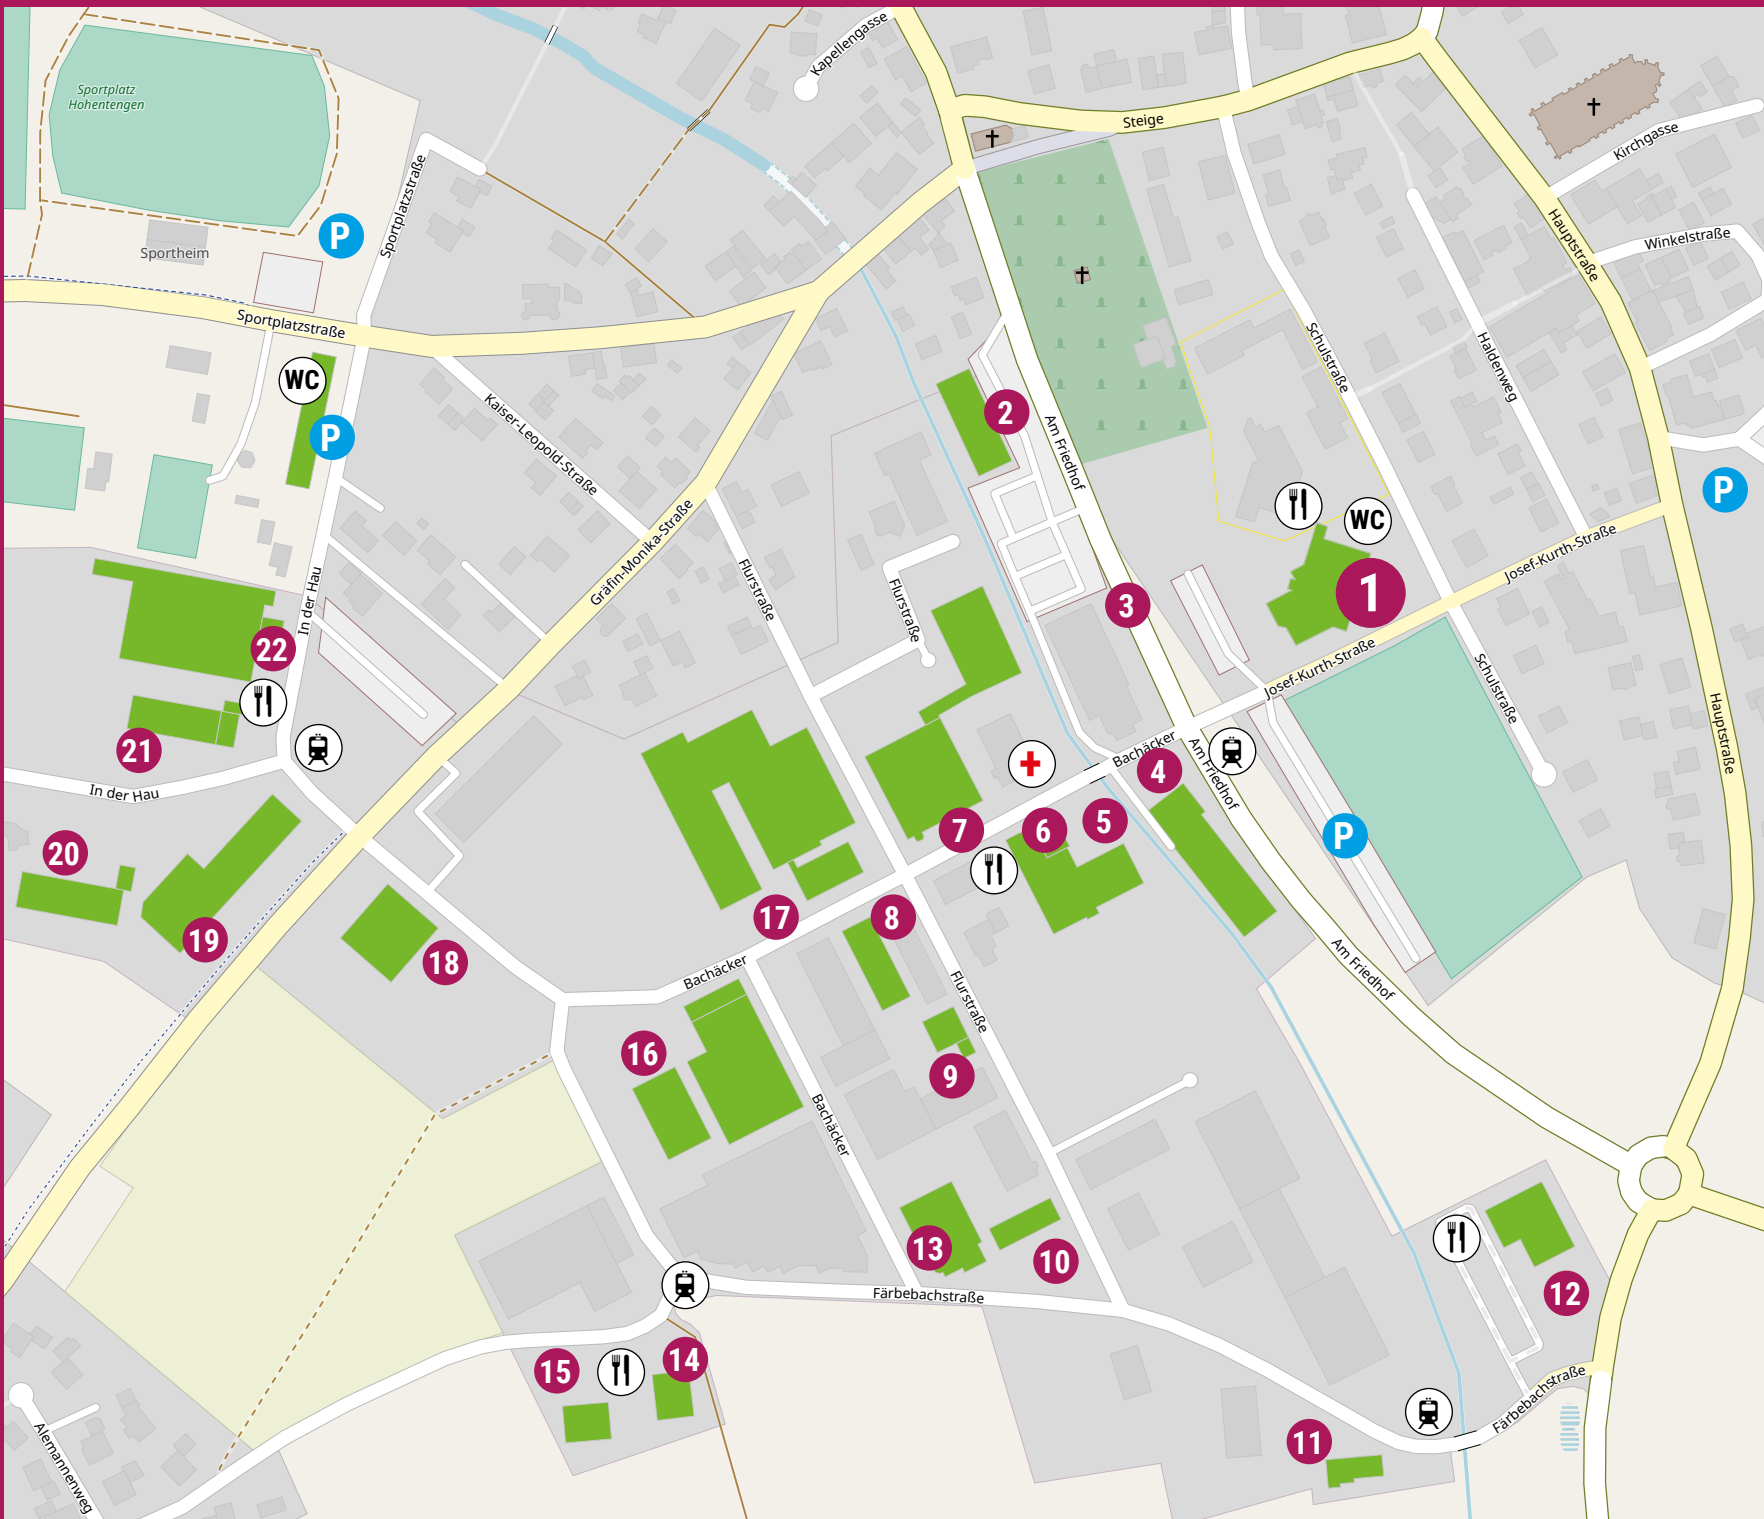 Kapellengasse
Sportplatz
Hohentengen
Steige
Kirchgasse
Sportplatzstraße
P
Sportheim
Hauptstraße
Winkelstraße
Sportplatzstraße
Schulstraße
Haldenweg
WC
P
Kaiser-Leopold-Straße
2
Am Friedhof
P
WC
Gräfin-Monika-Straße
Josef-Kurth-Straße
Flurstraße
Flurstraße
In der Hau
3
1
22
Josef-Kurth-Straße
Schulstraße
Hauptstraße
21
Bachäcker
Am Friedhof
4
In der Hau
20
7
6
5
P
19
18
17
8
Bachäcker
Flurstraße
Am Friedhof
16
9
Bachäcker
13
10
12
Färbebachstraße
15
14
Färbebachstraße
11
Alemannenweg